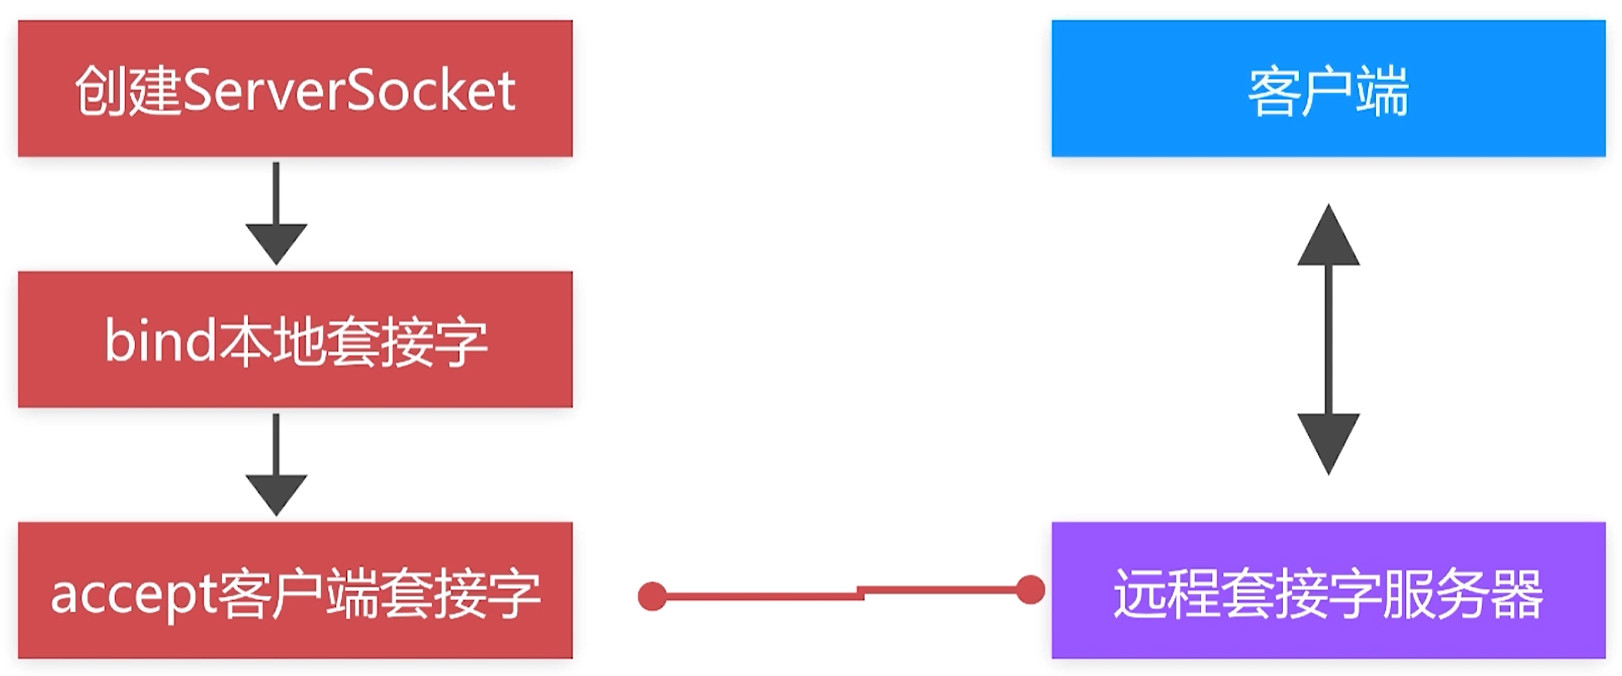 创建ServerSocket
客户端
bind本地套接字
accept客户端套接字
远程套接字服务器